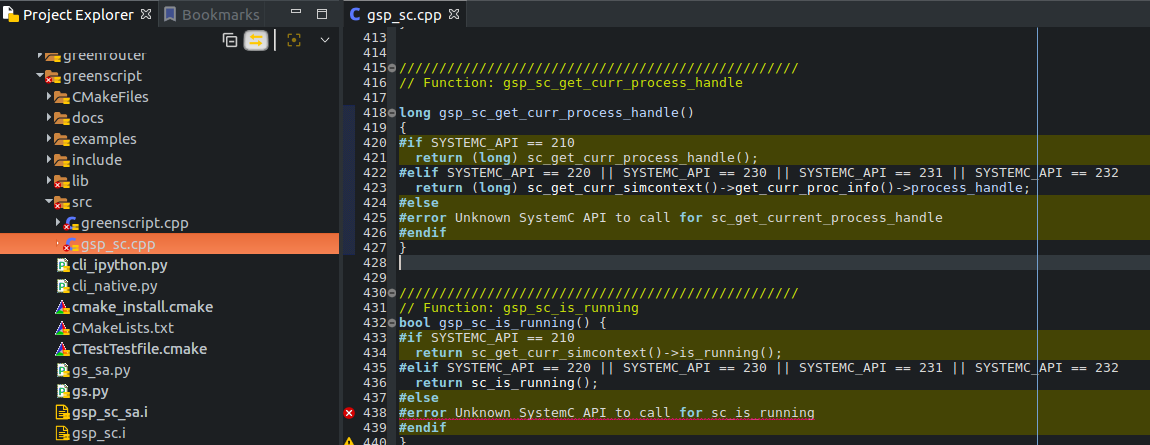 Project Explorer
Bookmarks
gsp_sc.cpp
greenrouter
greenscript
CMakeFiles
docs
examples
include
lib
src
greenscript.cpp
gsp_sc.cpp
cli_ipython.py
cli_native.py
cmake_install.cmake
CMakeLists.txt
CTestTestfile.cmake
gs_sa.py
gs.py
gsp_sc_sa.i
gsp_sc.i
413
414
415 //////////////////////////////////////////////////
416 // Function: gsp_sc_get_curr_process_handle
417
418 long gsp_sc_get_curr_process_handle()
419 {
420 #if SYSTEMC_API == 210
421   return (long) sc_get_curr_process_handle();
422 #elif SYSTEMC_API == 220 || SYSTEMC_API == 230 || SYSTEMC_API == 231 || SYSTEMC_API == 232
423   return (long) sc_get_curr_simcontext()->get_curr_proc_info()->process_handle;
424 #else
425 #error Unknown SystemC API to call for sc_get_current_process_handle
426 #endif
427 }
428
429
430 //////////////////////////////////////////////////
431 // Function: gsp_sc_is_running
432 bool gsp_sc_is_running() {
433 #if SYSTEMC_API == 210
434   return sc_get_curr_simcontext()->is_running();
435 #elif SYSTEMC_API == 220 || SYSTEMC_API == 230 || SYSTEMC_API == 231 || SYSTEMC_API == 232
436   return sc_is_running();
437 #else
438 #error Unknown SystemC API to call for sc_is_running
439 #endif
440 }